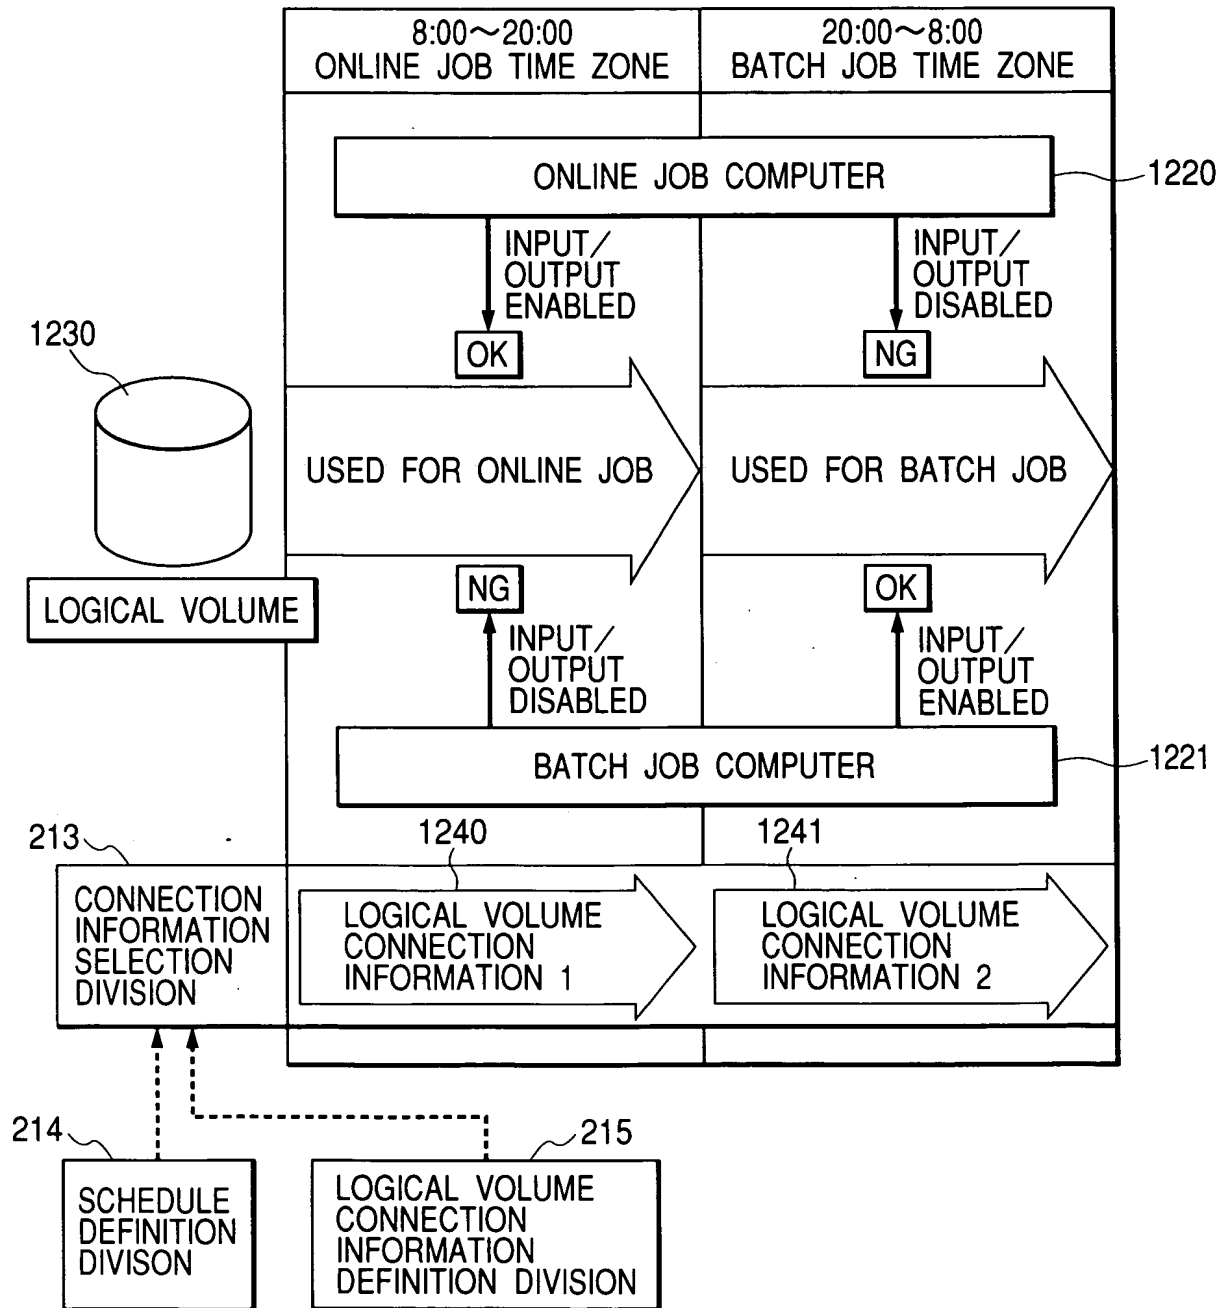 8:00～20:00
ONLINE JOB TIME ZONE
20:00～8:00
BATCH JOB TIME ZONE
ONLINE JOB COMPUTER
1220
INPUT/
OUTPUT
ENABLED
INPUT/
OUTPUT
DISABLED
1230
OK
NG
USED FOR ONLINE JOB
USED FOR BATCH JOB
LOGICAL VOLUME
NG
OK
INPUT/
OUTPUT
DISABLED
INPUT/
OUTPUT
ENABLED
BATCH JOB COMPUTER
1221
213
1240
1241
CONNECTION
INFORMATION
SELECTION
DIVISION
LOGICAL VOLUME
CONNECTION
INFORMATION 1
LOGICAL VOLUME
CONNECTION
INFORMATION 2
214
215
SCHEDULE
DEFINITION
DIVISON
LOGICAL VOLUME
CONNECTION
INFORMATION
DEFINITION DIVISION